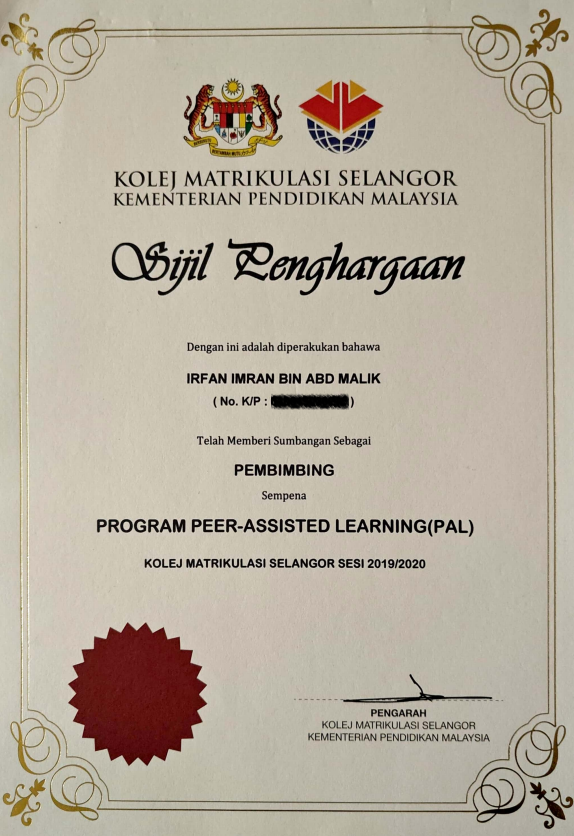 KOLEJ MATRIKULASI SELANGOR
KEMENTERIAN PENDIDIKAN MALAYSIA
Sijil Penghargaan
Dengan ini adalah diperakukan bahawa
IRFAN IMRAN BIN ABD MALIK
( No. K/P : )
Telah Memberi Sumbangan Sebagai
PEMBIMBING
Sempena
PROGRAM PEER-ASSISTED LEARNING(PAL)
KOLEJ MATRIKULASI SELANGOR SESI 2019/2020
PENGARAH
KOLEJ MATRIKULASI SELANGOR
KEMENTERIAN PENDIDIKAN MALAYSIA